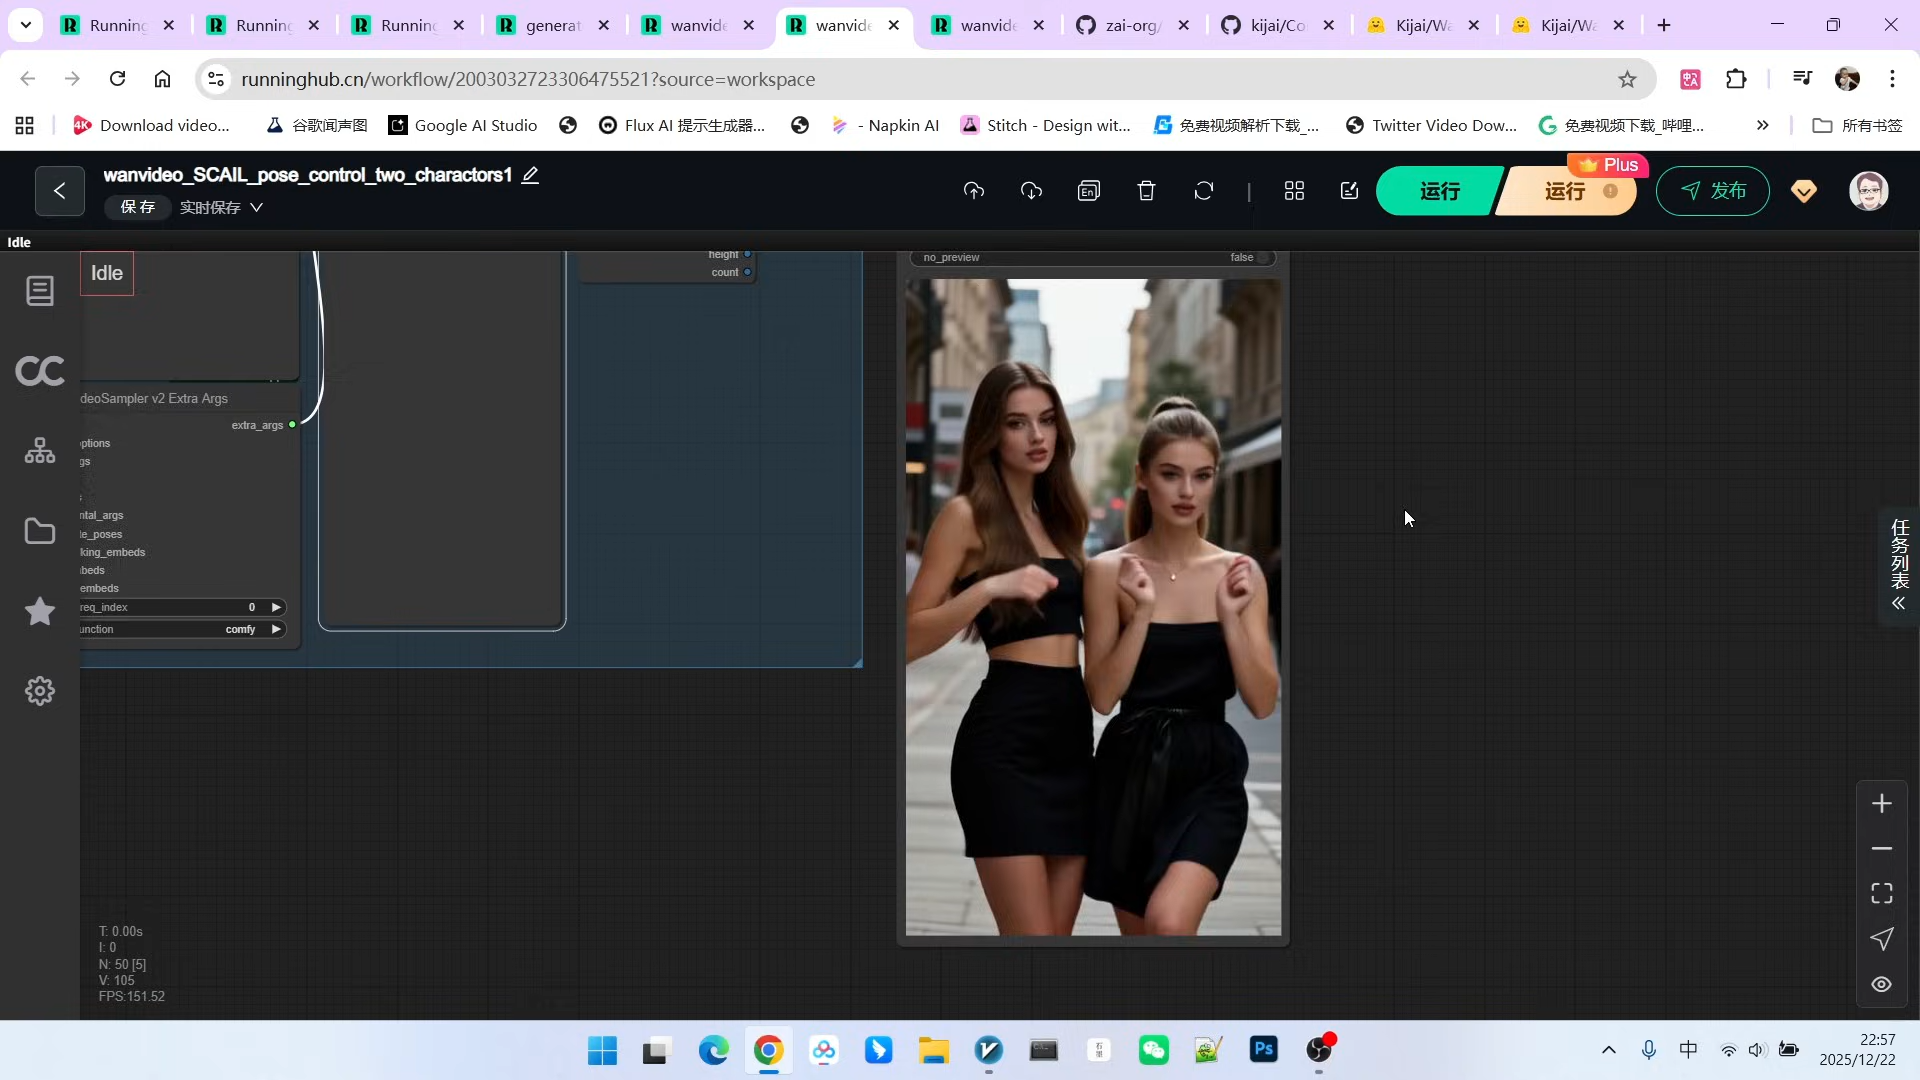 Running
Running
Running
generat
wanvide
wanvide
wanvide
zai-org/
kijai/Co
Kijai/Wa
Kijai/Wa
runninghub.cn/workflow/2003032723306475521?source=workspace
Download video...
谷歌闻声图
Google AI Studio
Flux AI 提示生成器...
- Napkin AI
Stitch - Design wit...
免费视频解析下载_...
Twitter Video Dow...
免费视频下载_哔哩...
所有书签
wanvideo_SCAIL_pose_control_two_charactors1
保存
实时保存
En
运行
运行
Plus
发布
Idle
Idle
height
count
no_preview
false
deoSampler v2 Extra Args
extra_args
ptions
gs
ntal_args
te_poses
king_embeds
beds
embeds
req_index
0
unction
comfy
任务列表
T: 0.00s
I: 0
N: 50 [5]
V: 105
FPS:151.52
Ps
中
22:57
2025/12/22